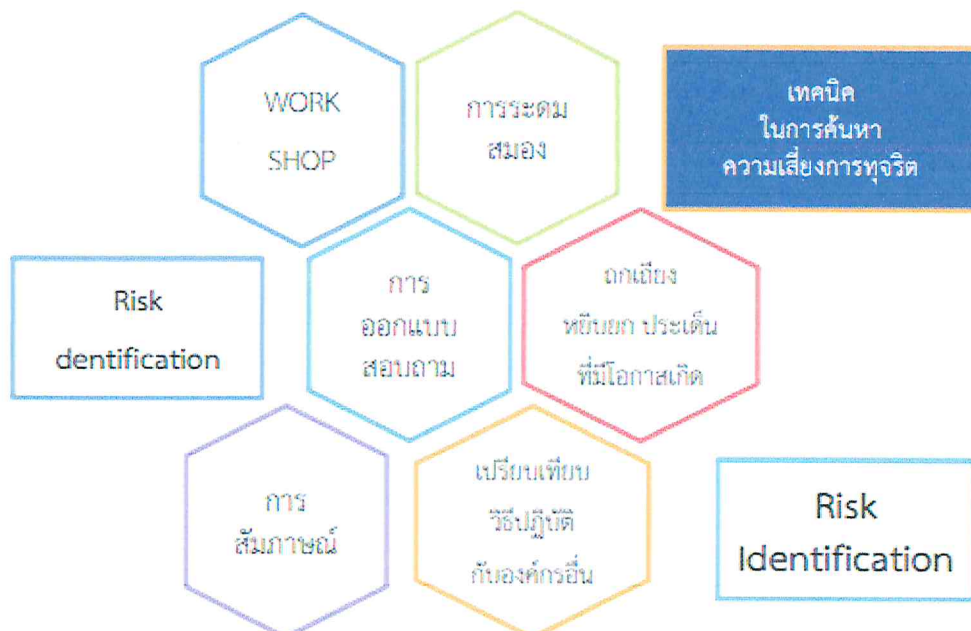 WORK
SHOP
การระดม
สมอง
เทคนิค
ในการค้นหา
ความเสี่ยงการทุจริต
Risk
dentification
การ
ออกแบบ
สอบถาม
ถกเถียง
หยิบยก ประเด็น
ที่มีโอกาสเกิด
การ
สัมภาษณ์
เปรียบเทียบ
วิธีปฏิบัติ
กับองค์กรอื่น
Risk
Identification